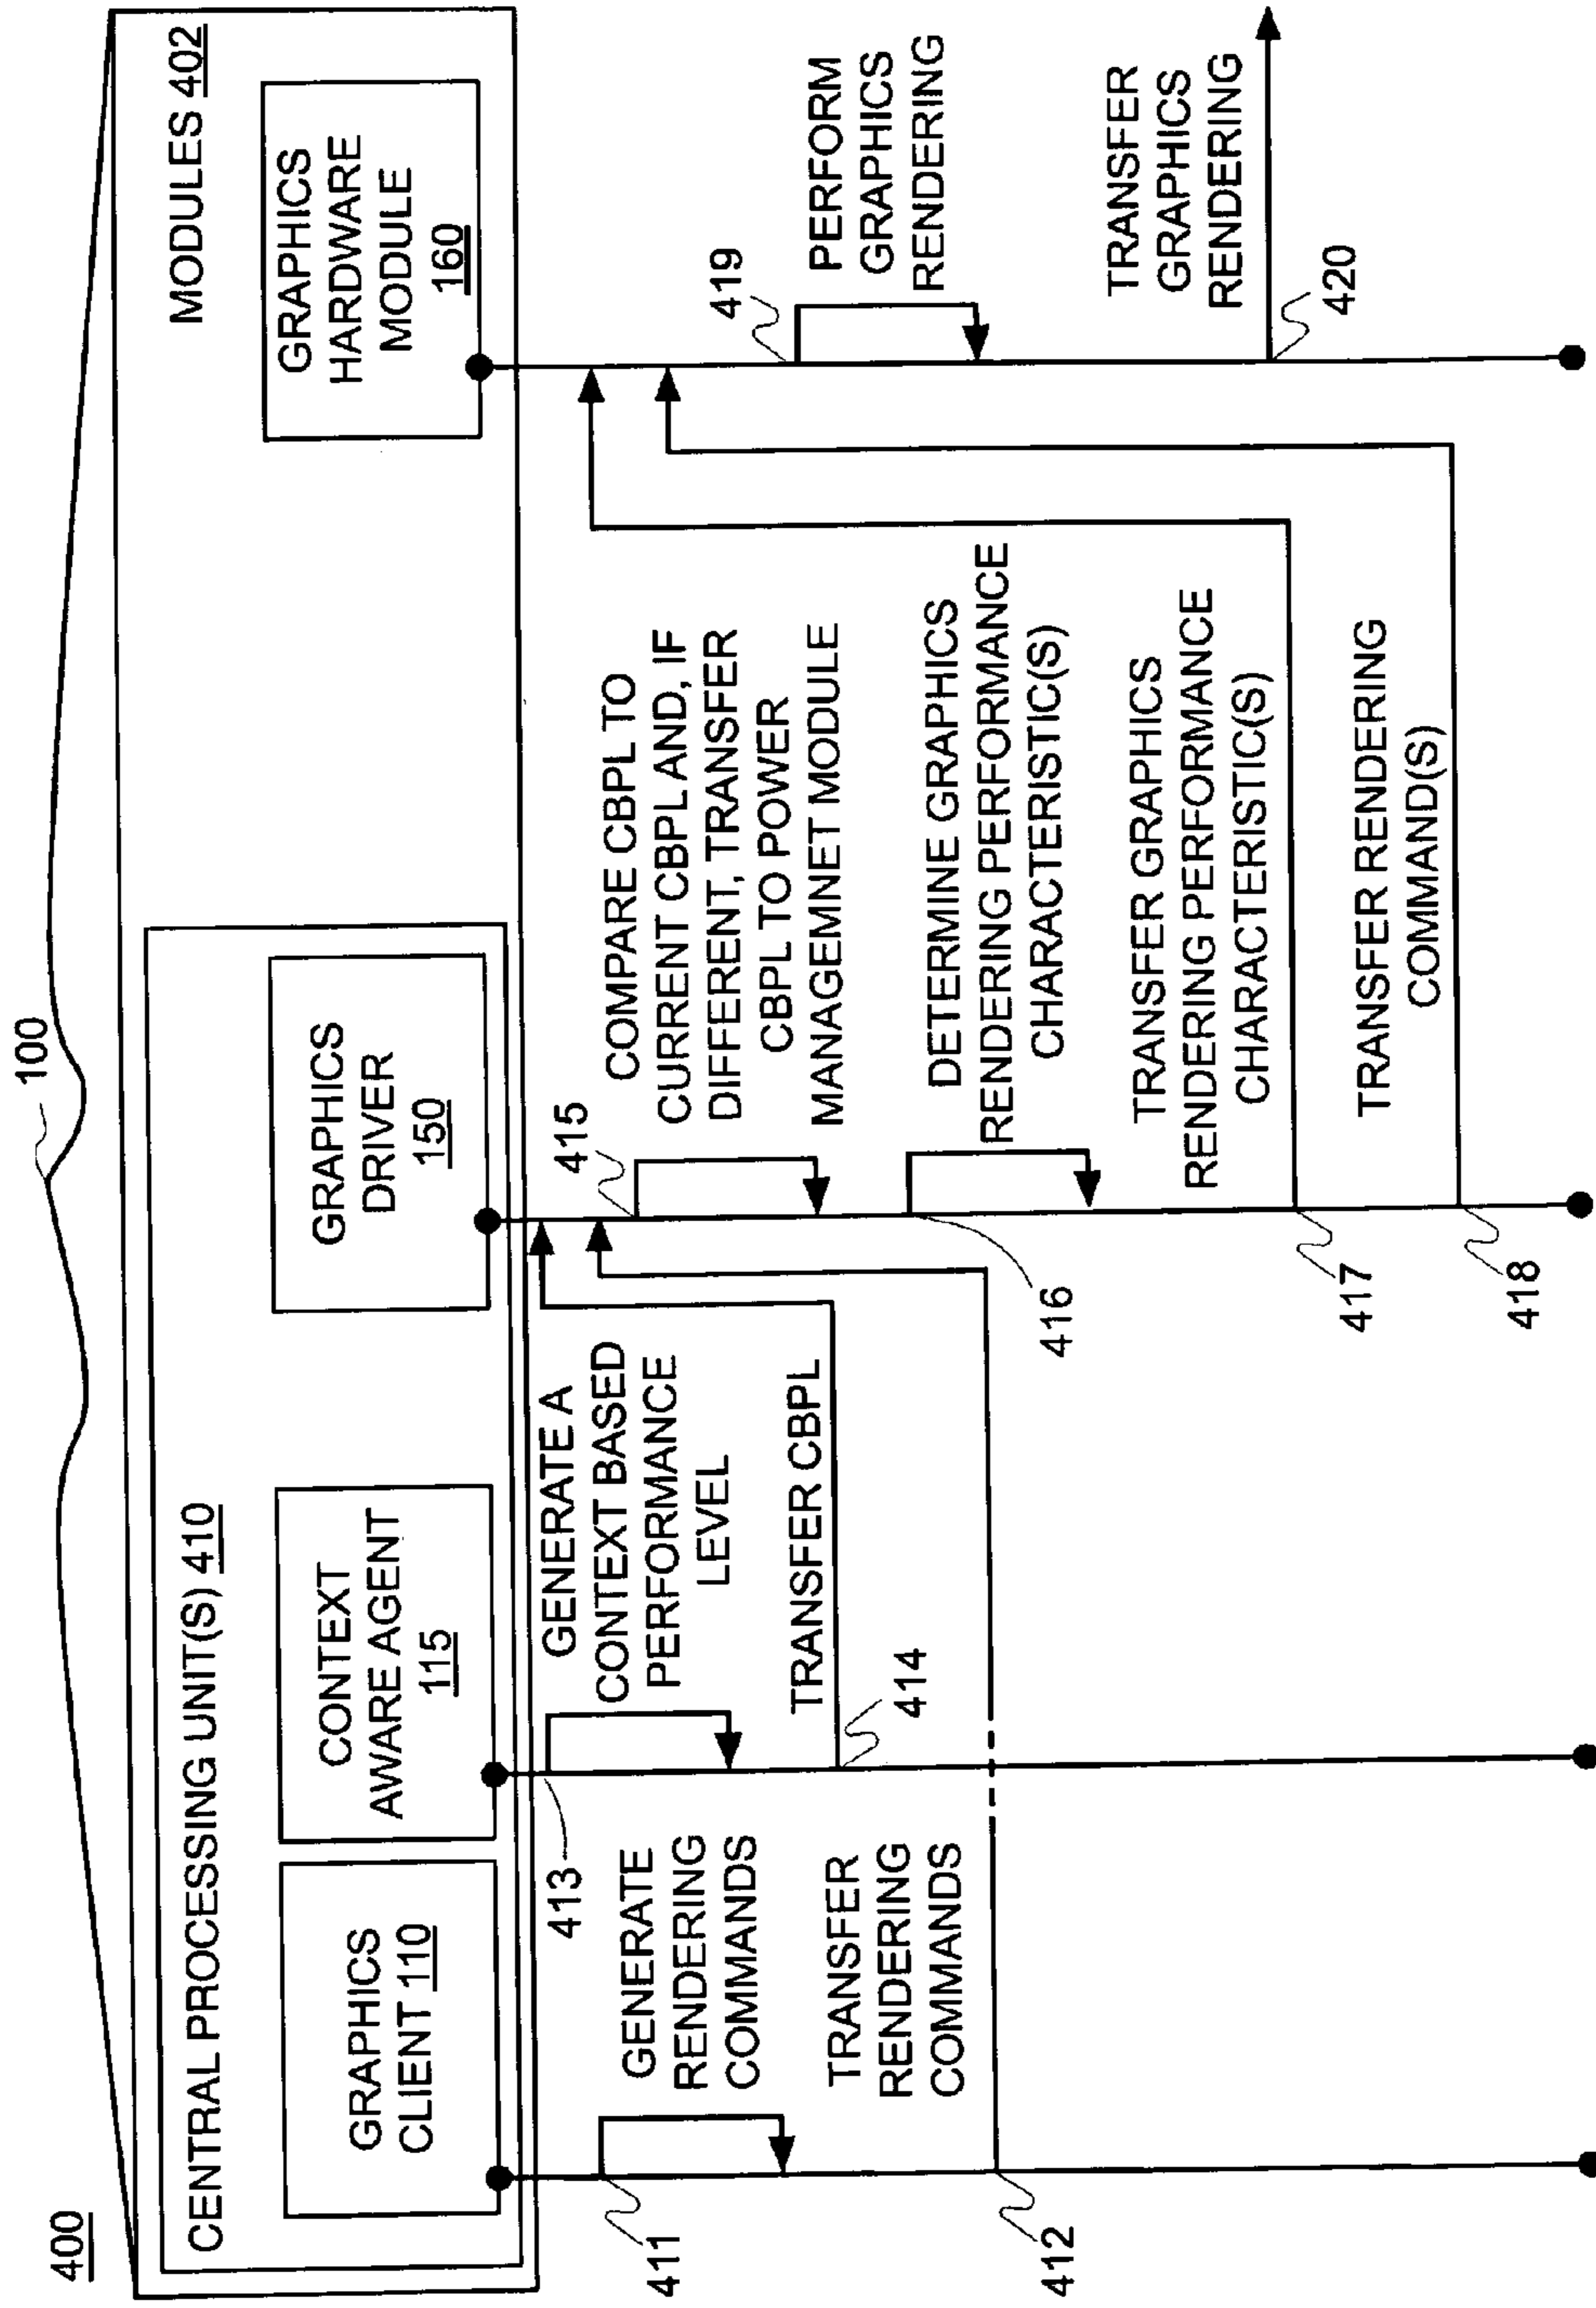 400
100
MODULES 402
CENTRAL PROCESSING UNIT(S) 410
GRAPHICS
CLIENT 110
CONTEXT
AWARE AGENT
115
GRAPHICS
DRIVER
150
GRAPHICS
HARDWARE
MODULE
160
411
GENERATE
RENDERING
COMMANDS
TRANSFER
RENDERING
COMMANDS
412
413
GENERATE A
CONTEXT BASED
PERFORMANCE
LEVEL
TRANSFER CBPL
414
415
COMPARE CBPL TO
CURRENT CBPL AND, IF
DIFFERENT, TRANSFER
CBPL TO POWER
MANAGEMNET MODULE
416
DETERMINE GRAPHICS
RENDERING PERFORMANCE
CHARACTERISTIC(S)
TRANSFER GRAPHICS
RENDERING PERFORMANCE
CHARACTERISTIC(S)
417
TRANSFER RENDERING
COMMAND(S)
418
419
PERFORM
GRAPHICS
RENDERING
TRANSFER
GRAPHICS
RENDERING
420